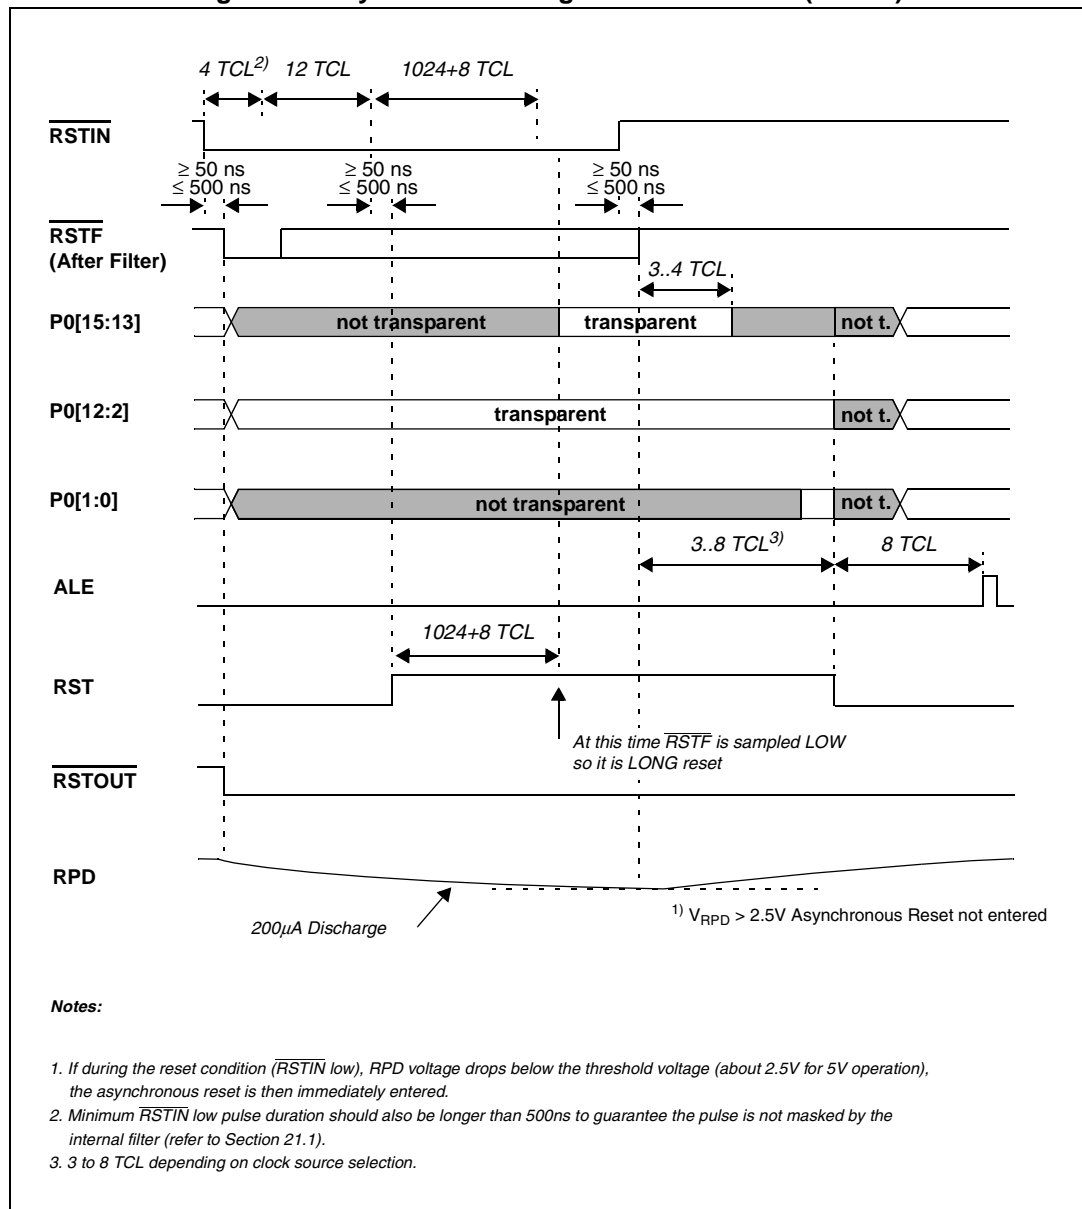 4 TCL2) 12 TCL 1024+8 TCL
RSTIN
≥ 50 ns ≥ 50 ns ≥ 50 ns
≤ 500 ns ≤ 500 ns ≤ 500 ns
RSTF
(After Filter)
3..4 TCL
P0[15:13] not transparent transparent not t.
P0[12:2] transparent not t.
P0[1:0] not transparent not t.
3..8 TCL3) 8 TCL
ALE
1024+8 TCL
RST
At this time RSTF is sampled LOW
so it is LONG reset
RSTOUT
RPD
200μA Discharge
1) VRPD > 2.5V Asynchronous Reset not entered
Notes:
1. If during the reset condition (RSTIN low), RPD voltage drops below the threshold voltage (about 2.5V for 5V operation),
the asynchronous reset is then immediately entered.
2. Minimum RSTIN low pulse duration should also be longer than 500ns to guarantee the pulse is not masked by the
internal filter (refer to Section 21.1).
3. 3 to 8 TCL depending on clock source selection.